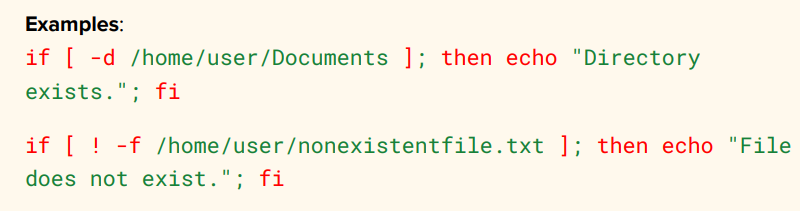 Examples:
if [ -d /home/user/Documents ]; then echo "Directory
exists."; fi
if [ ! -f /home/user/nonexistentfile.txt ]; then echo "File
does not exist."; fi